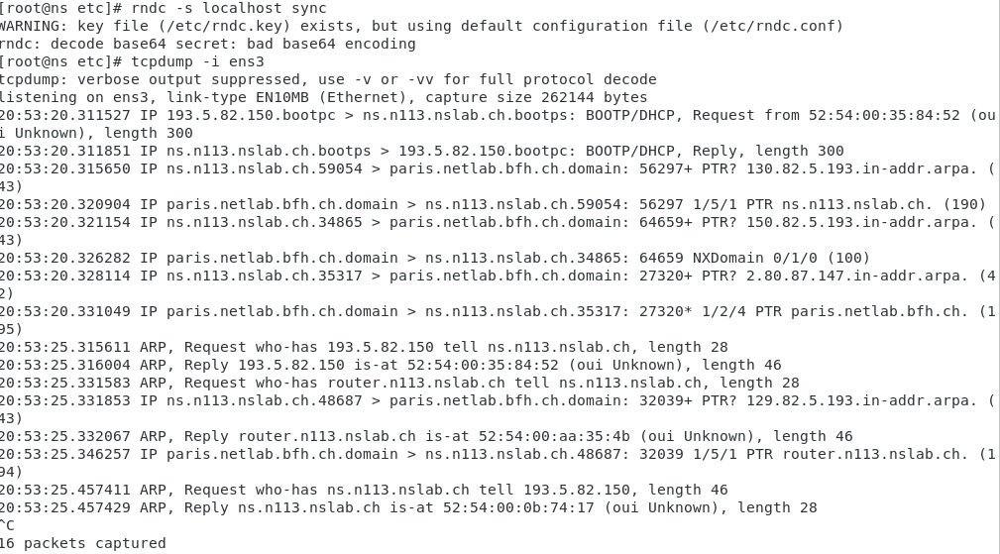 [root@ns etc]# rndc -s localhost sync
WARNING: key file (/etc/rndc.key) exists, but using default configuration file (/etc/rndc.conf)
rndc: decode base64 secret: bad base64 encoding
[root@ns etc]# tcpdump -i ens3
tcpdump: verbose output suppressed, use -v or -vv for full protocol decode
listening on ens3, link-type EN10MB (Ethernet), capture size 262144 bytes
20:53:20.311527 IP 193.5.82.150.bootpc > ns.n113.nslab.ch.bootps: BOOTP/DHCP, Request from 52:54:00:35:84:52 (ou
i Unknown), length 300
20:53:20.311851 IP ns.n113.nslab.ch.bootps > 193.5.82.150.bootpc: BOOTP/DHCP, Reply, length 300
20:53:20.315650 IP ns.n113.nslab.ch.59054 > paris.netlab.bfh.ch.domain: 56297+ PTR? 130.82.5.193.in-addr.arpa. (
43)
20:53:20.320904 IP paris.netlab.bfh.ch.domain > ns.n113.nslab.ch.59054: 56297 1/5/1 PTR ns.n113.nslab.ch. (190)
20:53:20.321154 IP ns.n113.nslab.ch.34865 > paris.netlab.bfh.ch.domain: 64659+ PTR? 150.82.5.193.in-addr.arpa. (
43)
20:53:20.326282 IP paris.netlab.bfh.ch.domain > ns.n113.nslab.ch.34865: 64659 NXDomain 0/1/0 (100)
20:53:20.328114 IP ns.n113.nslab.ch.35317 > paris.netlab.bfh.ch.domain: 27320+ PTR? 2.80.87.147.in-addr.arpa. (4
2)
20:53:20.331049 IP paris.netlab.bfh.ch.domain > ns.n113.nslab.ch.35317: 27320* 1/2/4 PTR paris.netlab.bfh.ch. (1
95)
20:53:25.315611 ARP, Request who-has 193.5.82.150 tell ns.n113.nslab.ch, length 28
20:53:25.316004 ARP, Reply 193.5.82.150 is-at 52:54:00:35:84:52 (oui Unknown), length 46
20:53:25.331583 ARP, Request who-has router.n113.nslab.ch tell ns.n113.nslab.ch, length 28
20:53:25.331853 IP ns.n113.nslab.ch.48687 > paris.netlab.bfh.ch.domain: 32039+ PTR? 129.82.5.193.in-addr.arpa. (
43)
20:53:25.332067 ARP, Reply router.n113.nslab.ch is-at 52:54:00:aa:35:4b (oui Unknown), length 46
20:53:25.346257 IP paris.netlab.bfh.ch.domain > ns.n113.nslab.ch.48687: 32039 1/5/1 PTR router.n113.nslab.ch. (1
94)
20:53:25.457411 ARP, Request who-has ns.n113.nslab.ch tell 193.5.82.150, length 46
20:53:25.457429 ARP, Reply ns.n113.nslab.ch is-at 52:54:00:0b:74:17 (oui Unknown), length 28
^C
16 packets captured